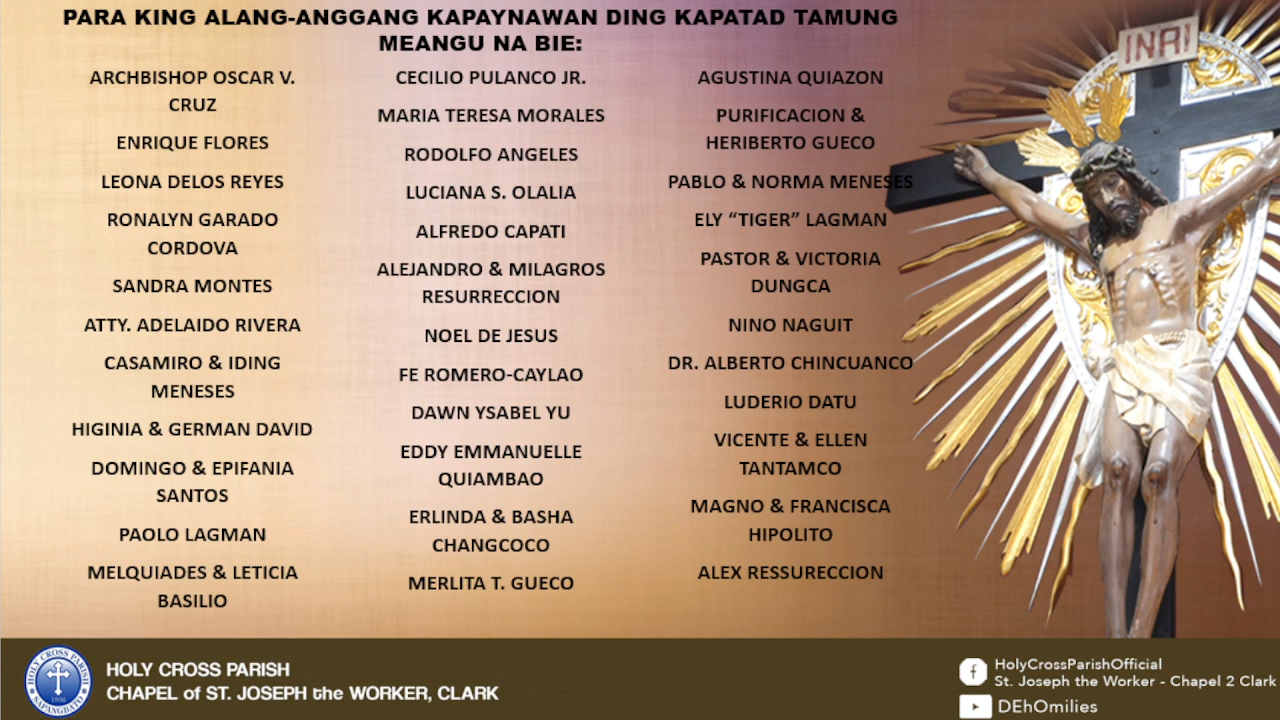 PARA KING ALANG-ANGGANG KAPAYNAWAN DING KAPATAD TAMUNG
MEANGU NA BIE:
ARCHBISHOP OSCAR V.
CRUZ
ENRIQUE FLORES
LEONA DELOS REYES
RONALYN GARADO
CORDOVA
SANDRA MONTES
ATTY. ADELAIDO RIVERA
CASAMIRO & IDING
MENESES
HIGINIA & GERMAN DAVID
DOMINGO & EPIFANIA
SANTOS
PAOLO LAGMAN
MELQUIADES & LETICIA
BASILIO
CECILIO PULANCO JR.
MARIA TERESA MORALES
RODOLFO ANGELES
LUCIANA S. OLALIA
ALFREDO CAPATI
ALEJANDRO & MILAGROS
RESURRECCION
NOEL DE JESUS
FE ROMERO-CAYLAO
DAWN YSABEL YU
EDDY EMMANUELLE
QUIAMBAO
ERLINDA & BASHA
CHANGCOCO
MERLITA T. GUECO
AGUSTINA QUIAZON
PURIFICACION &
HERIBERTO GUECO
PABLO & NORMA MENESES
ELY “TIGER” LAGMAN
PASTOR & VICTORIA
DUNGCA
NINO NAGUIT
DR. ALBERTO CHINCUANCO
LUDERIO DATU
VICENTE & ELLEN
TANTAMCO
MAGNO & FRANCISCA
HIPOLITO
ALEX RESSURECCION
INRI
HOLY CROSS PARISH
SAPANGBATO
HOLY CROSS PARISH
CHAPEL of ST. JOSEPH the WORKER, CLARK
HolyCrossParishOfficial
St. Joseph the Worker - Chapel 2 Clark
DEhOmilies